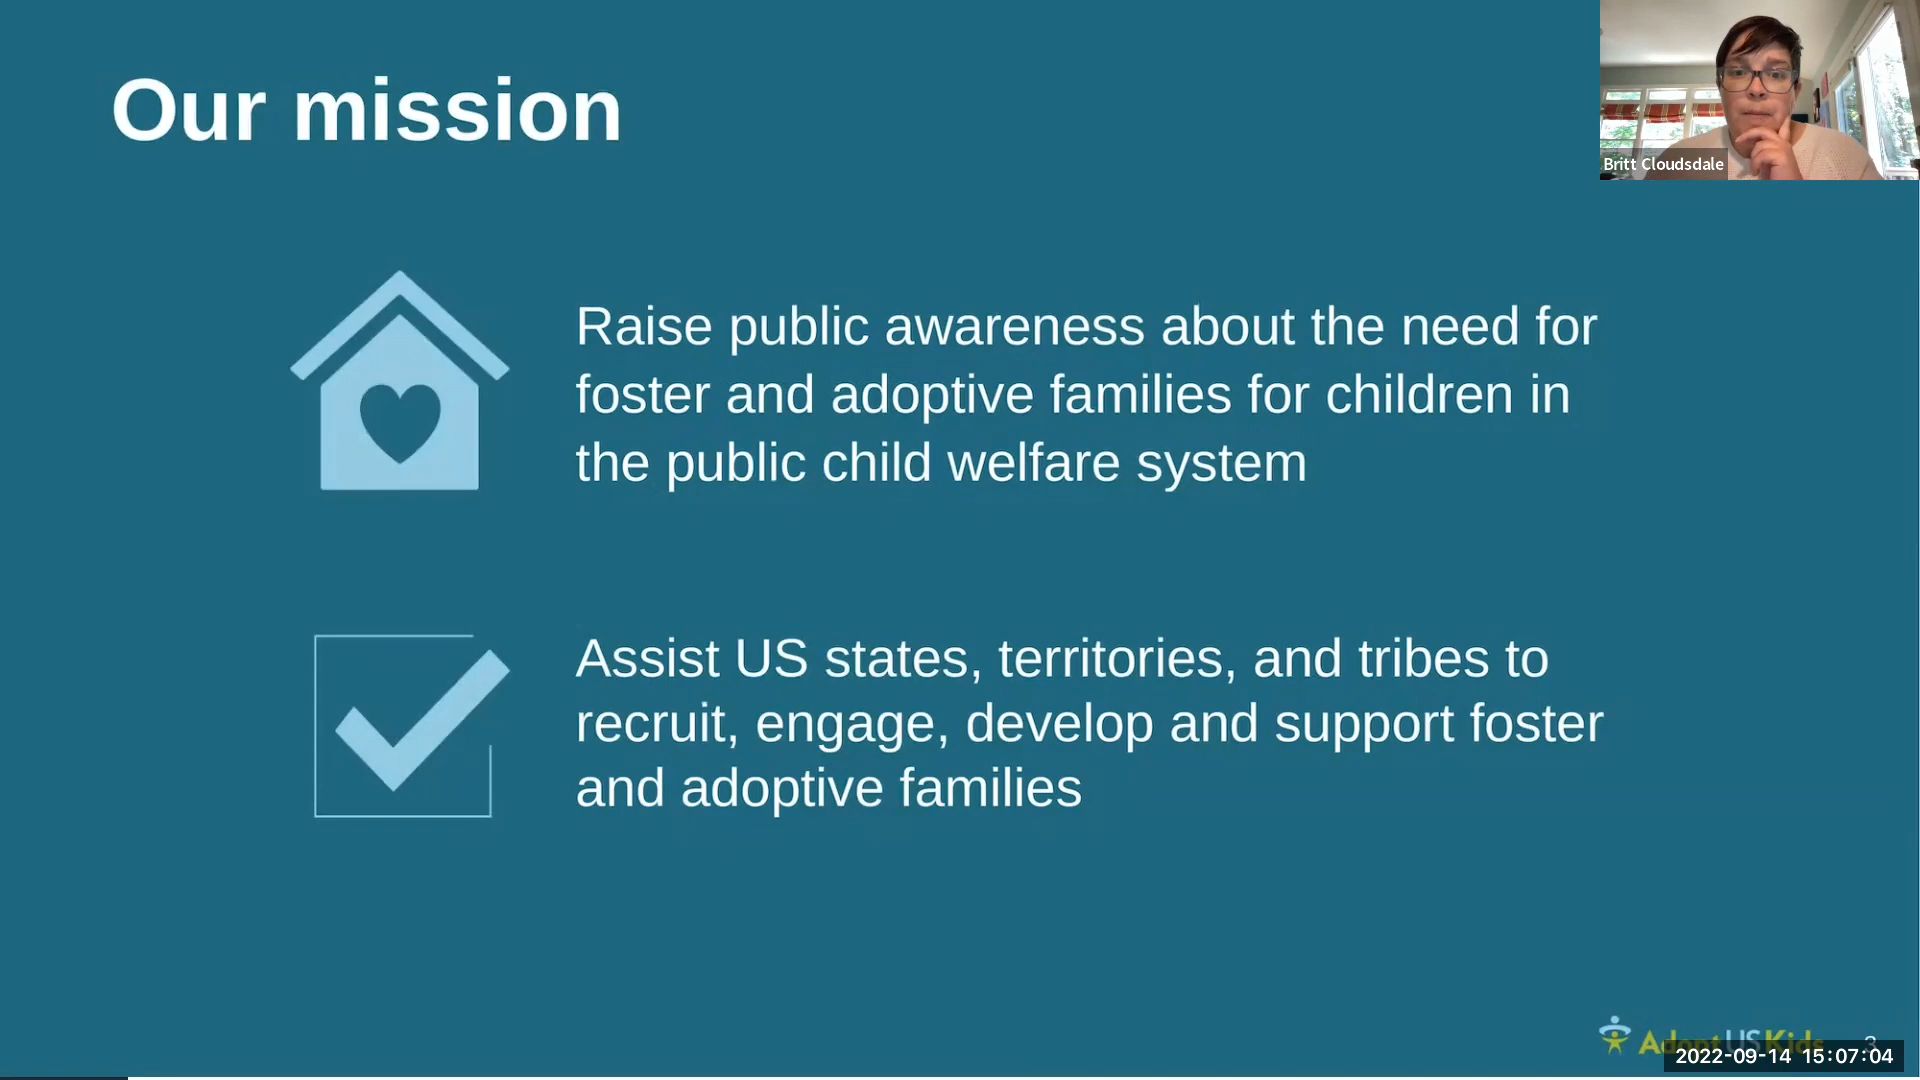 Our mission
Britt Cloudsdale
Raise public awareness about the need for
foster and adoptive families for children in
the public child welfare system
Assist US states, territories, and tribes to
recruit, engage, develop and support foster
and adoptive families
AdoptUSKids
3
2022-09-14 15:07:04